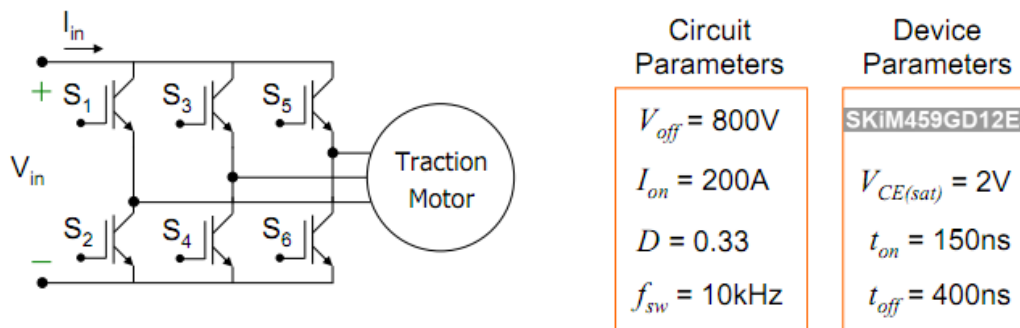 I_in
+
S_1
S_3
S_5
V_in
Traction
Motor
S_2
S_4
S_6
−
Circuit
Parameters
V_off = 800V
I_on = 200A
D = 0.33
f_sw = 10kHz
Device
Parameters
SKiM459GD12E
V_CE(sat) = 2V
t_on = 150ns
t_off = 400ns